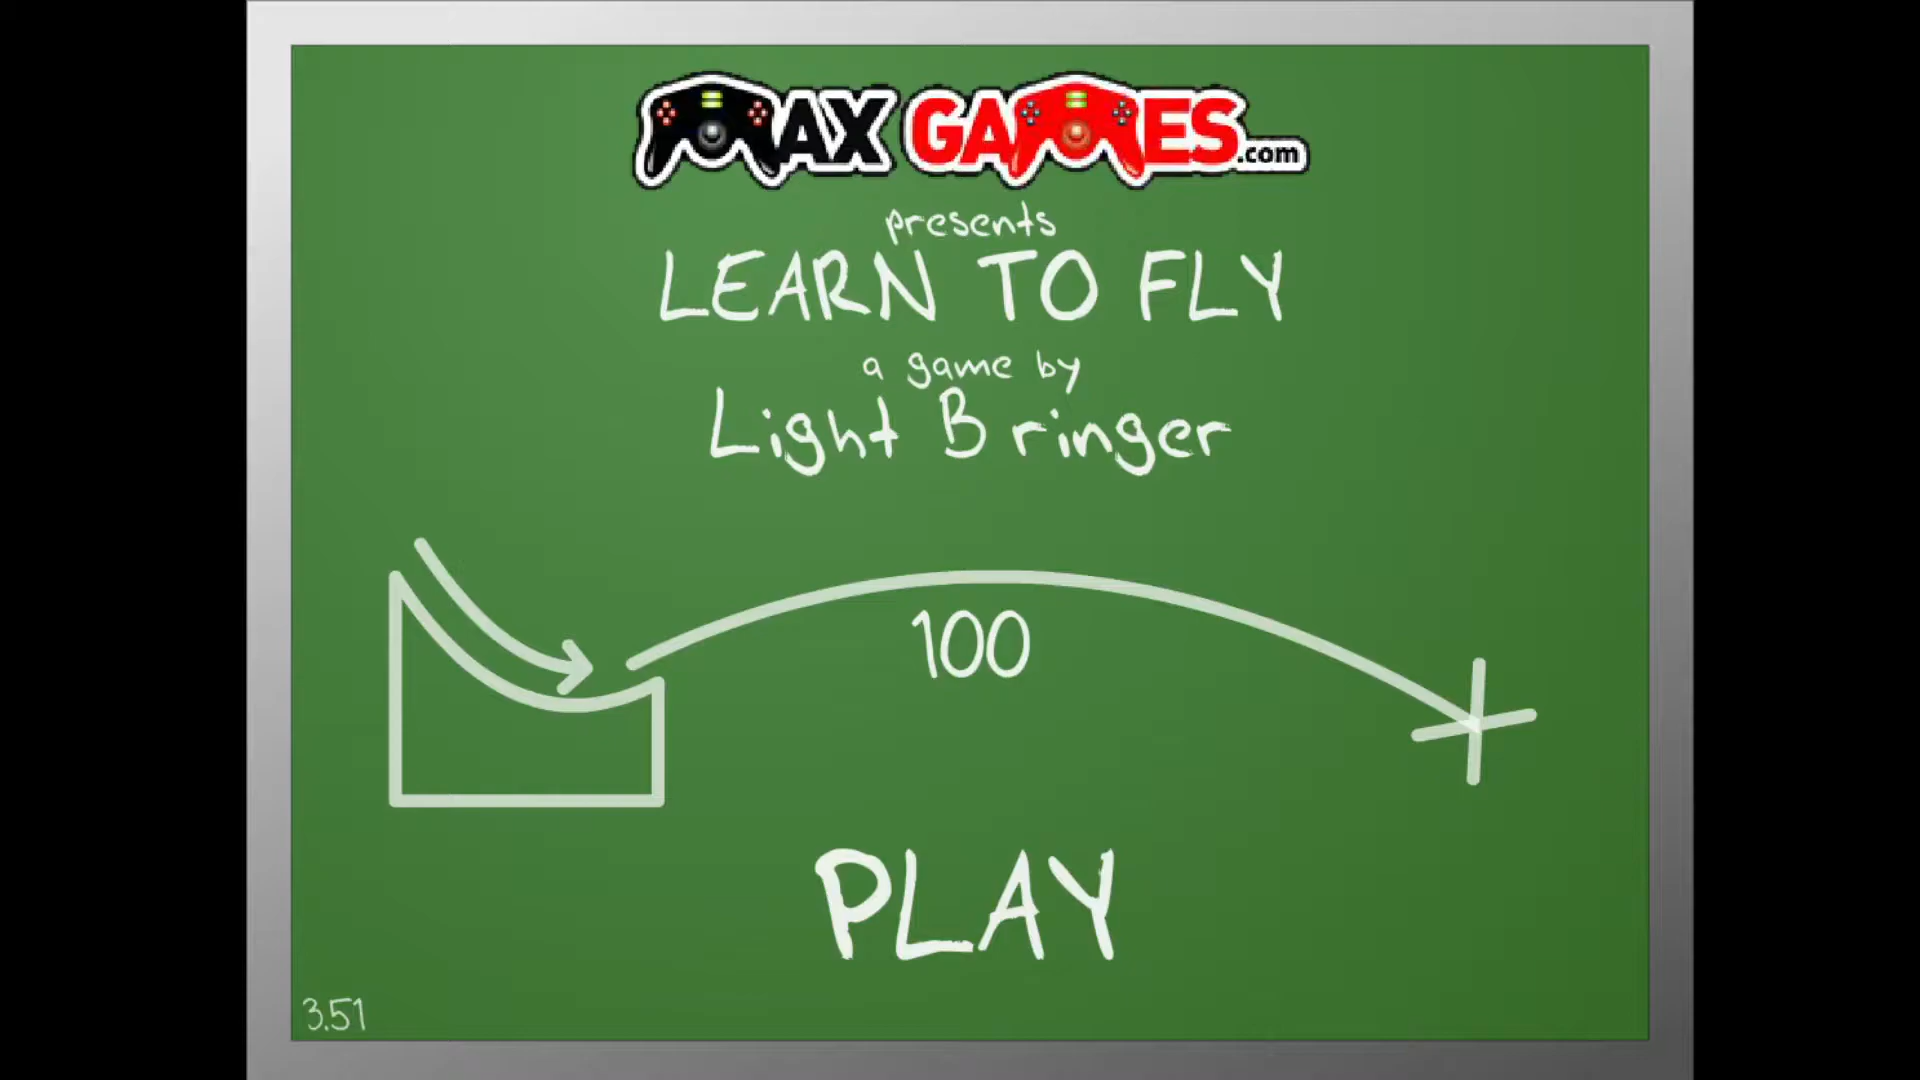 MAX GAMES.com
presents
LEARN TO FLY
a game by
Light Bringer
100
PLAY
3.51